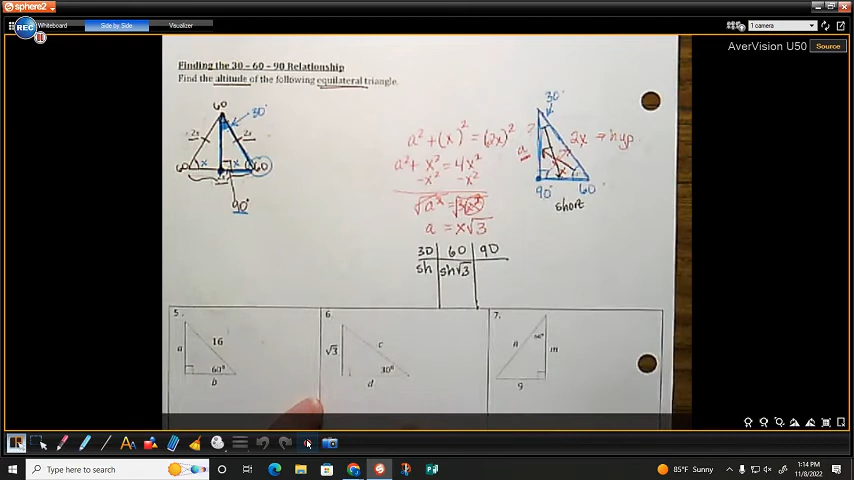 sphere2
REC
Whiteboard
Side by Side
Visualizer
1 camera
AverVision U50
Source
Finding the 30 – 60 – 90 Relationship
Find the altitude of the following equilateral triangle.
60
30°
2x
2x
60
x
x
60
90°
a² + (x)² = (2x)²
a² + x² = 4x²
-x² -x²
a = x√3
30°
2x ⇒ hyp
a
x
90°
60°
short
30 60 90
sh sh√3
5.
a
16
60°
b
6.
√3
c
30°
d
7.
a
60°
m
9
Type here to search
85°F Sunny
1:14 PM
11/8/2022